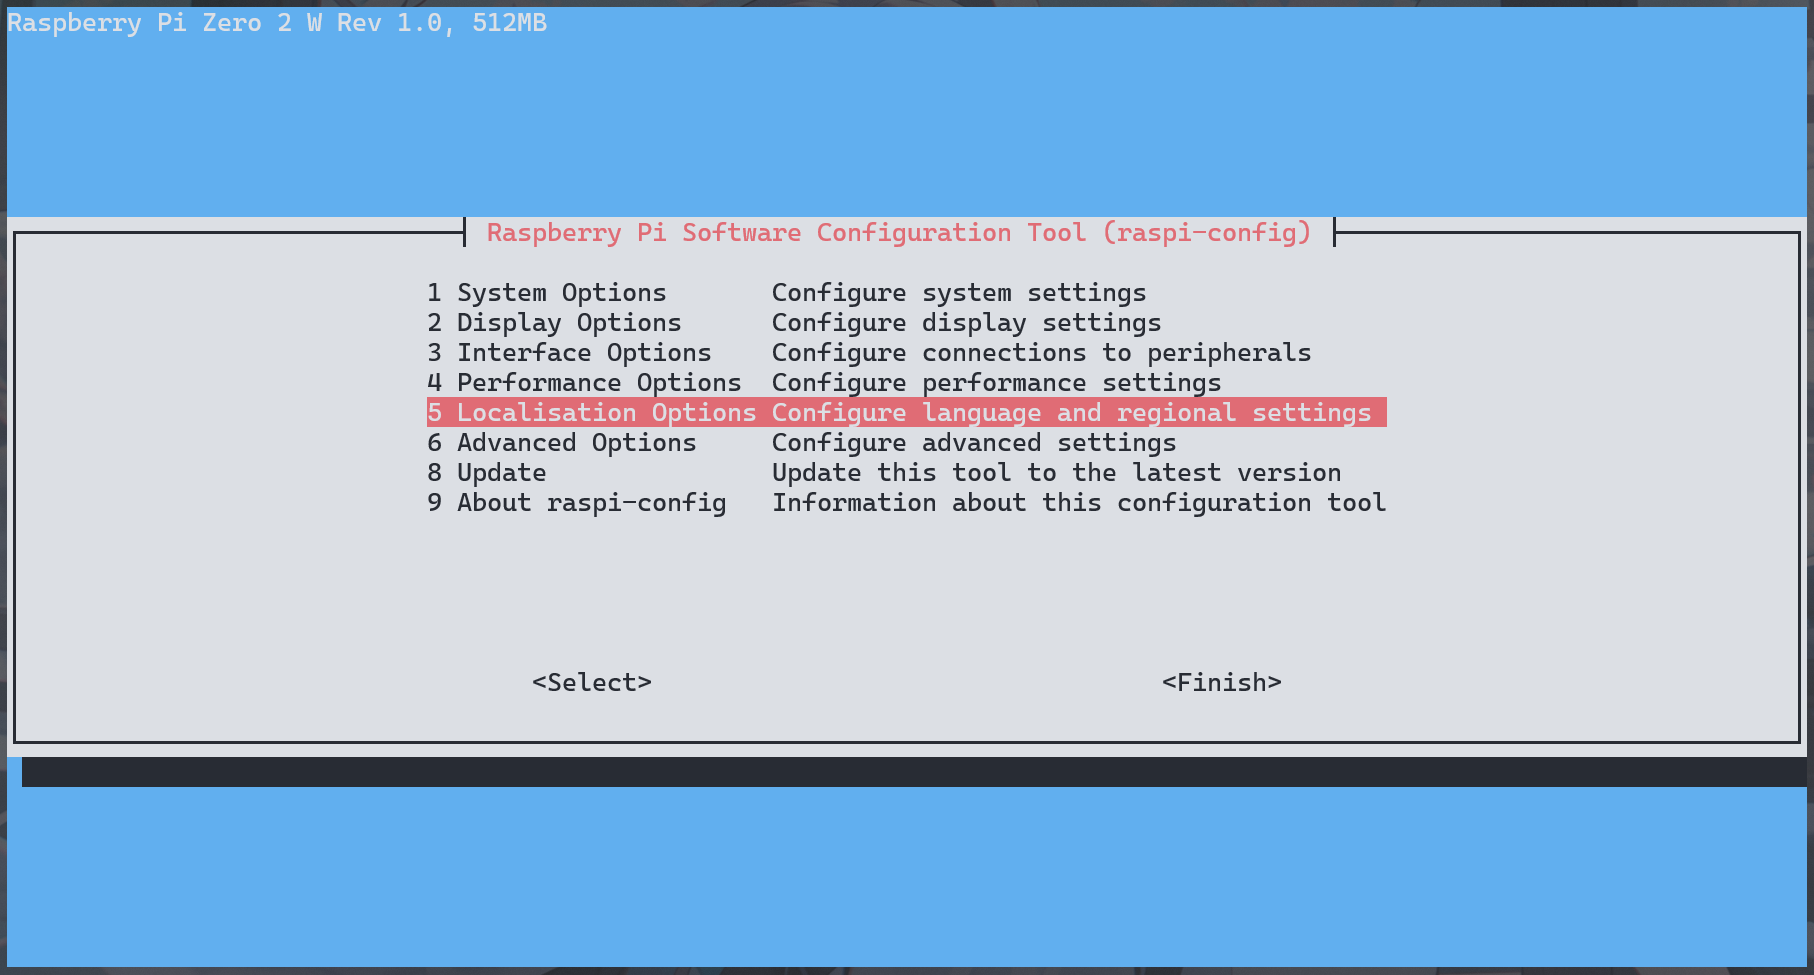 Raspberry Pi Zero 2 W Rev 1.0, 512MB
Raspberry Pi Software Configuration Tool (raspi-config)
1 System Options Configure system settings
2 Display Options Configure display settings
3 Interface Options Configure connections to peripherals
4 Performance Options Configure performance settings
5 Localisation Options Configure language and regional settings
6 Advanced Options Configure advanced settings
8 Update Update this tool to the latest version
9 About raspi-config Information about this configuration tool
<Select> <Finish>